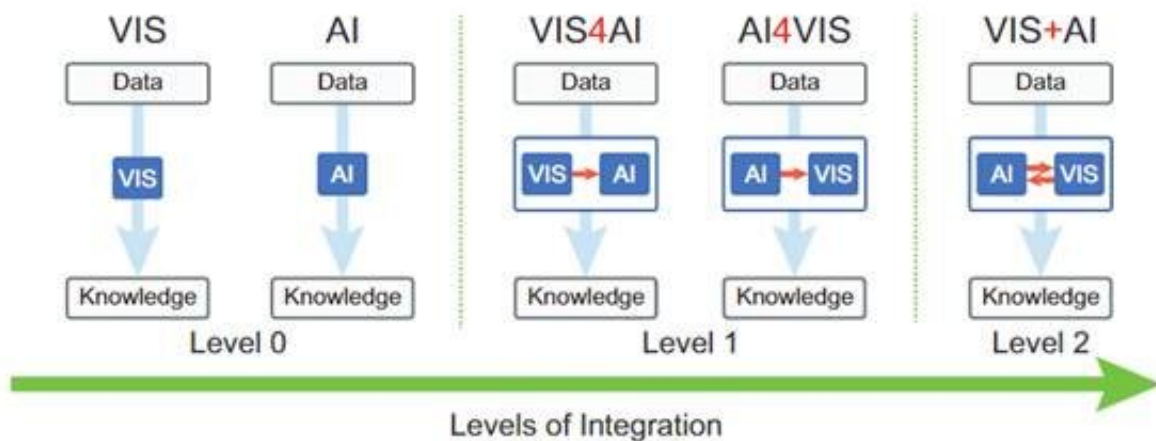 VIS AI VIS4AI AI4VIS VIS+AI
Data Data Data Data Data
VIS AI VIS AI AI VIS AI VIS
Knowledge Knowledge Knowledge Knowledge Knowledge
Level 0 Level 1 Level 2
Levels of Integration